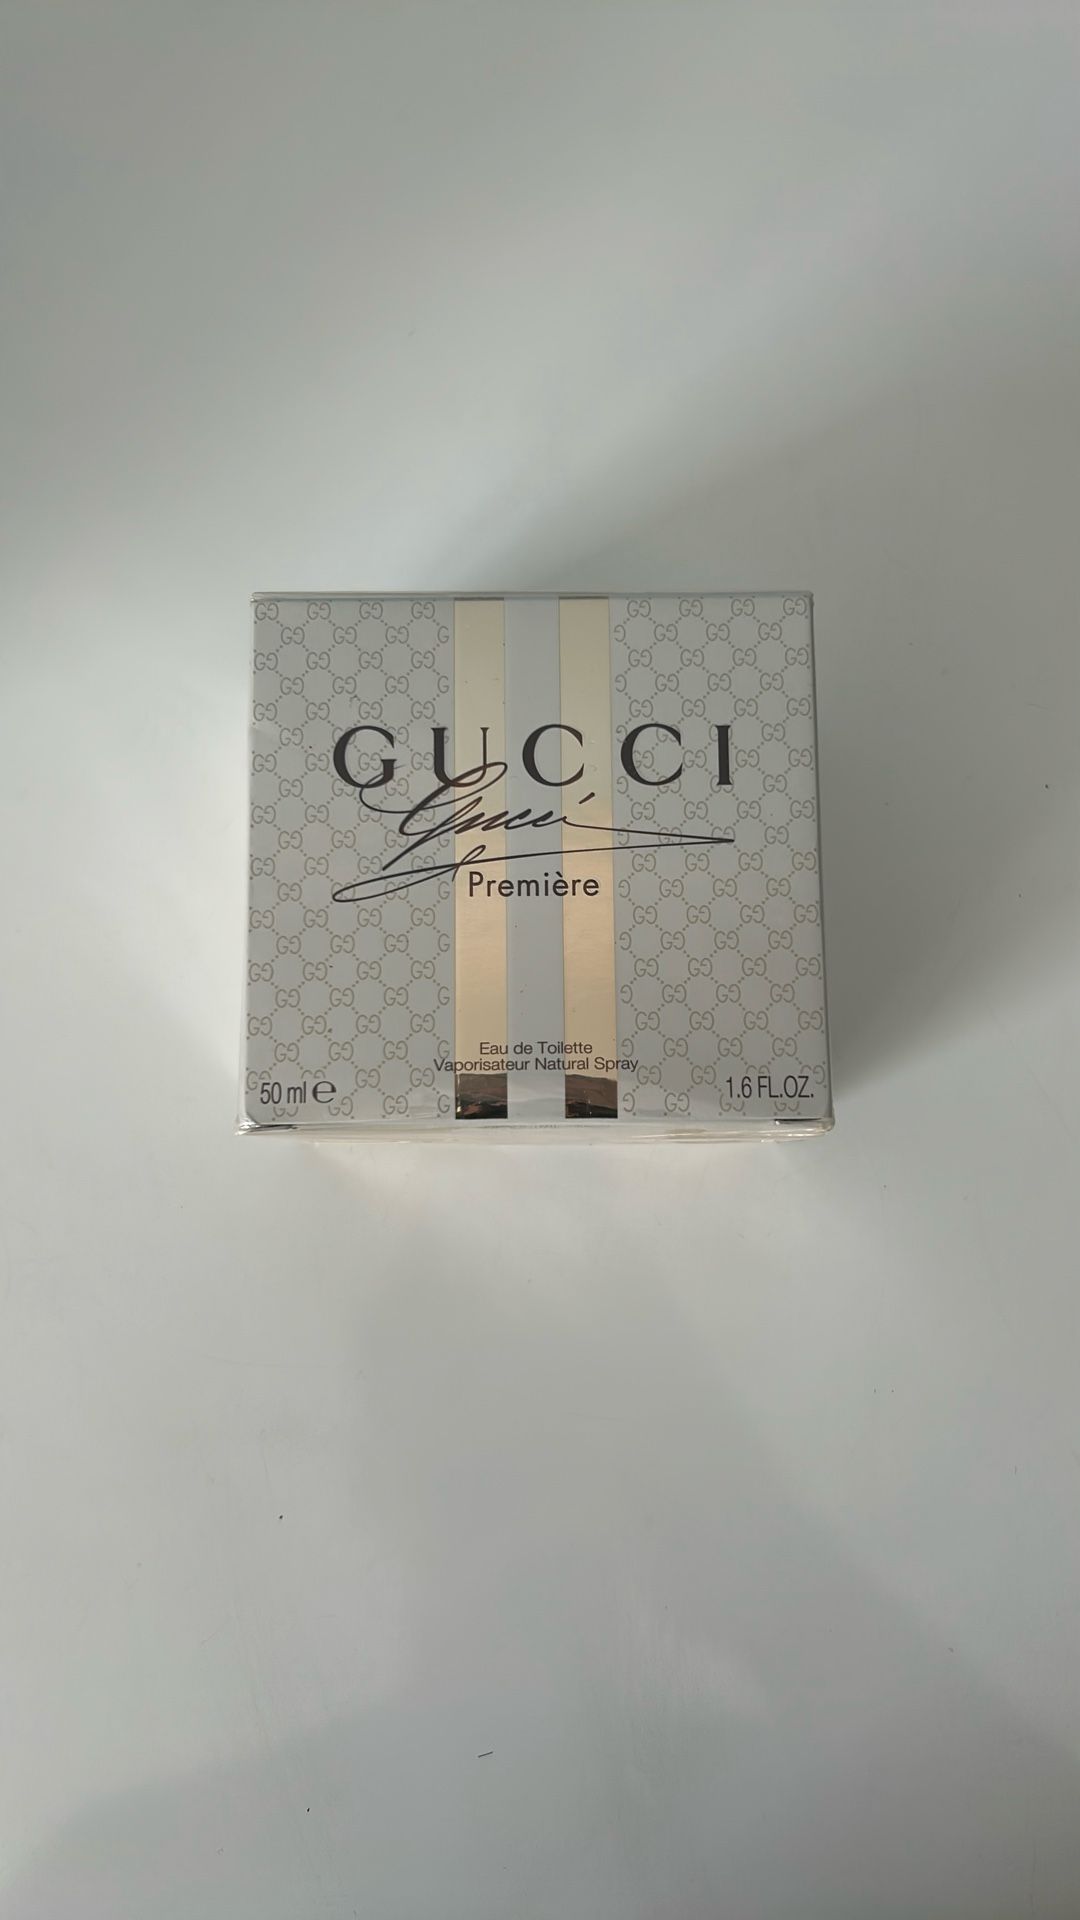 GUCCI
Gucci
Première
Eau de Toilette
Vaporisateur Natural Spray
50 ml ℮
1.6 FL.OZ.